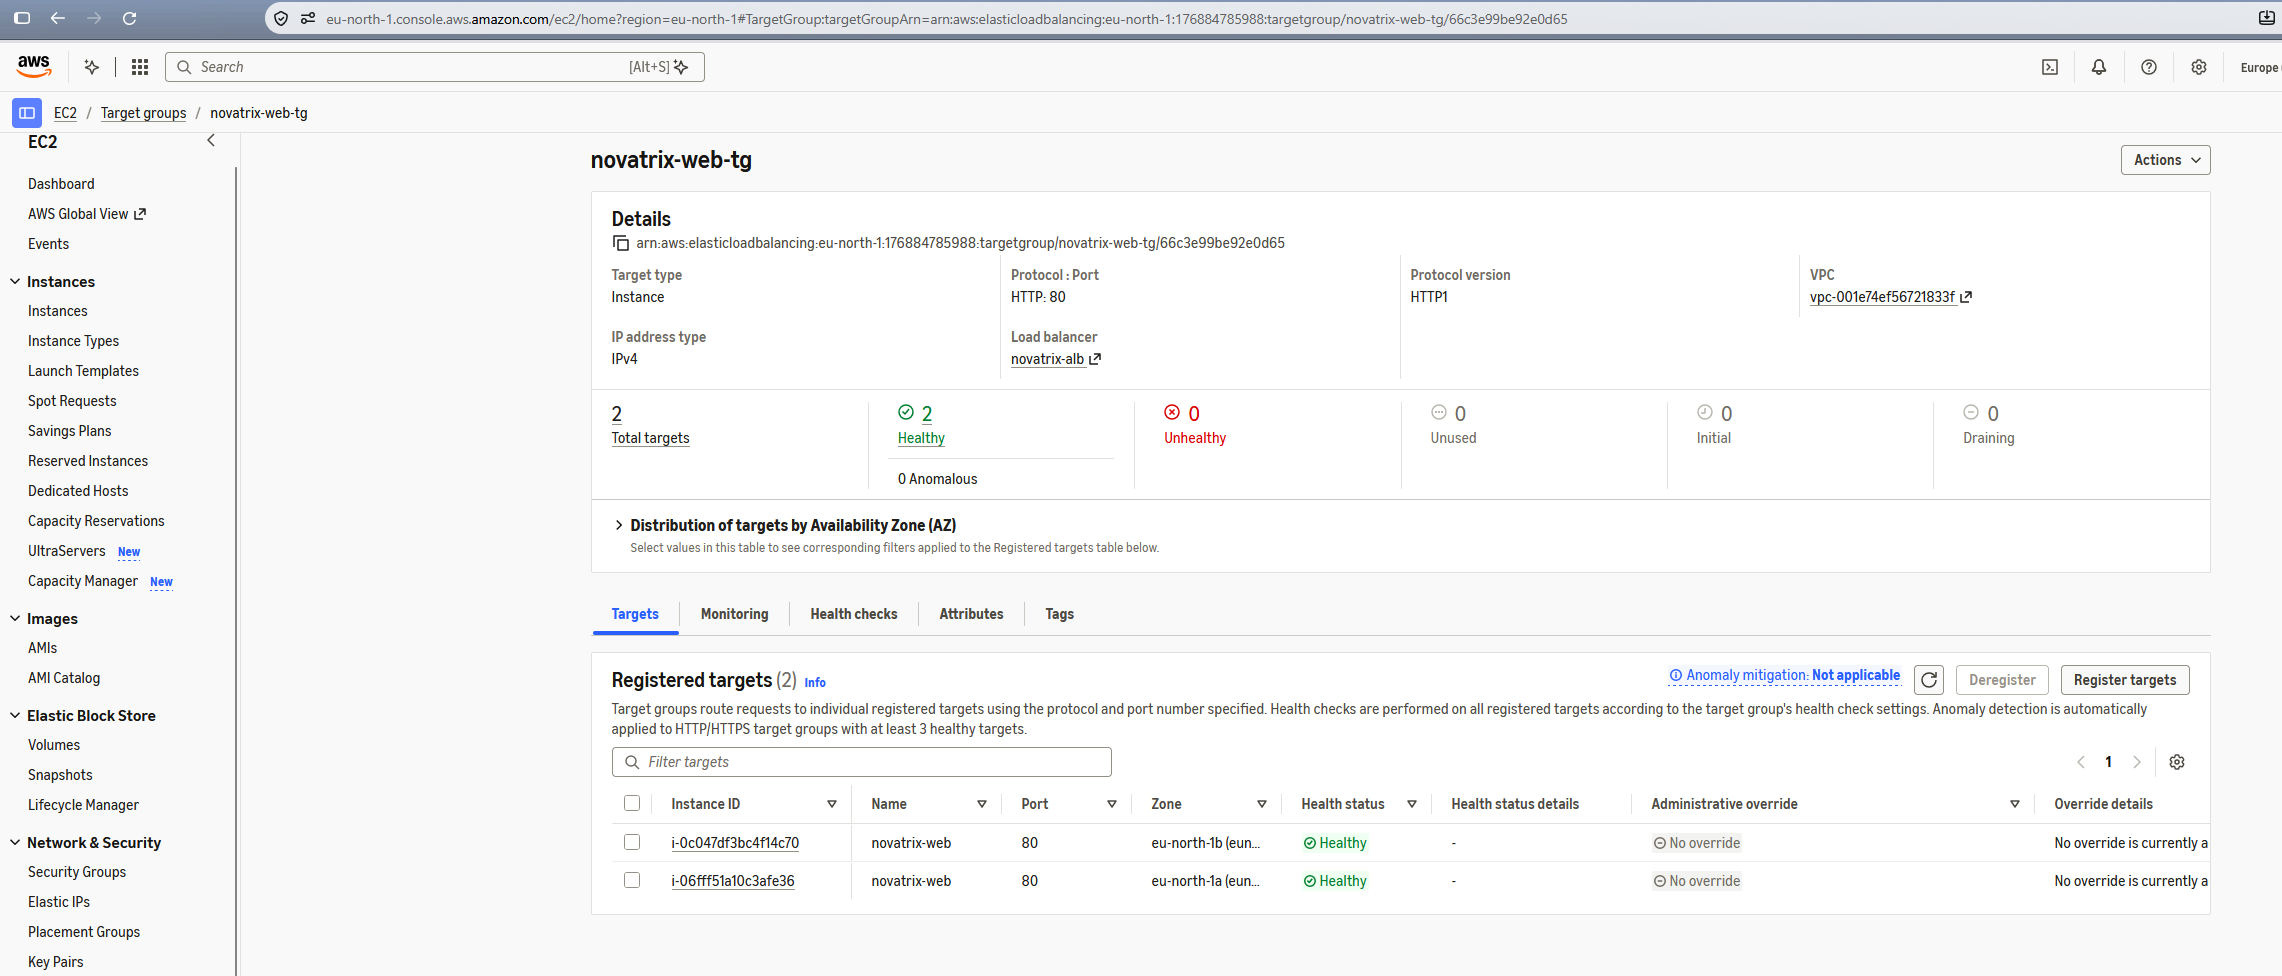 eu-north-1.console.aws.amazon.com/ec2/home?region=eu-north-1#TargetGroup:targetGroupArn=arn:aws:elasticloadbalancing:eu-north-1:176884785988:targetgroup/novatrix-web-tg/66c3e99be92e0d65
aws
Search [Alt+S]
Europe
EC2 / Target groups / novatrix-web-tg
EC2
Dashboard
AWS Global View
Events
Instances
Instances
Instance Types
Launch Templates
Spot Requests
Savings Plans
Reserved Instances
Dedicated Hosts
Capacity Reservations
UltraServers New
Capacity Manager New
Images
AMIs
AMI Catalog
Elastic Block Store
Volumes
Snapshots
Lifecycle Manager
Network & Security
Security Groups
Elastic IPs
Placement Groups
Key Pairs
novatrix-web-tg
Actions
Details
arn:aws:elasticloadbalancing:eu-north-1:176884785988:targetgroup/novatrix-web-tg/66c3e99be92e0d65
Target type
Instance
Protocol : Port
HTTP: 80
Protocol version
HTTP1
VPC
vpc-001e74ef56721833f
IP address type
IPv4
Load balancer
novatrix-alb
2
Total targets
2
Healthy
0 Anomalous
0
Unhealthy
0
Unused
0
Initial
0
Draining
Distribution of targets by Availability Zone (AZ)
Select values in this table to see corresponding filters applied to the Registered targets table below.
Targets Monitoring Health checks Attributes Tags
Registered targets (2) Info
Anomaly mitigation: Not applicable
Deregister
Register targets
Target groups route requests to individual registered targets using the protocol and port number specified. Health checks are performed on all registered targets according to the target group's health check settings. Anomaly detection is automatically
applied to HTTP/HTTPS target groups with at least 3 healthy targets.
Filter targets
1
Instance ID Name Port Zone Health status Health status details Administrative override Override details
i-0c047df3bc4f14c70 novatrix-web 80 eu-north-1b (eun... Healthy - No override No override is currently a
i-06fff51a10c3afe36 novatrix-web 80 eu-north-1a (eun... Healthy - No override No override is currently a